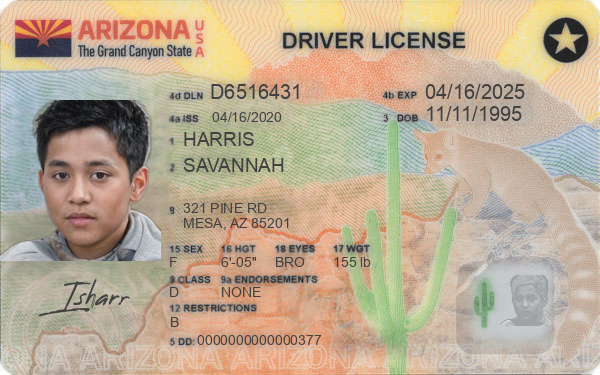 ARIZONA USA
The Grand Canyon State
DRIVER LICENSE
4d DLN D6516431
4b EXP 04/16/2025
4a ISS 04/16/2020
3 DOB 11/11/1995
1 HARRIS
2 SAVANNAH
8 321 PINE RD
MESA, AZ 85201
15 SEX 16 HGT 18 EYES 17 WGT
F 6'-05" BRO 155 lb
9 CLASS 9a ENDORSEMENTS
D NONE
12 RESTRICTIONS
B
Isharr
5 DD: 0000000000000377
ARIZONA ARIZONA ARIZONA ARIZONA